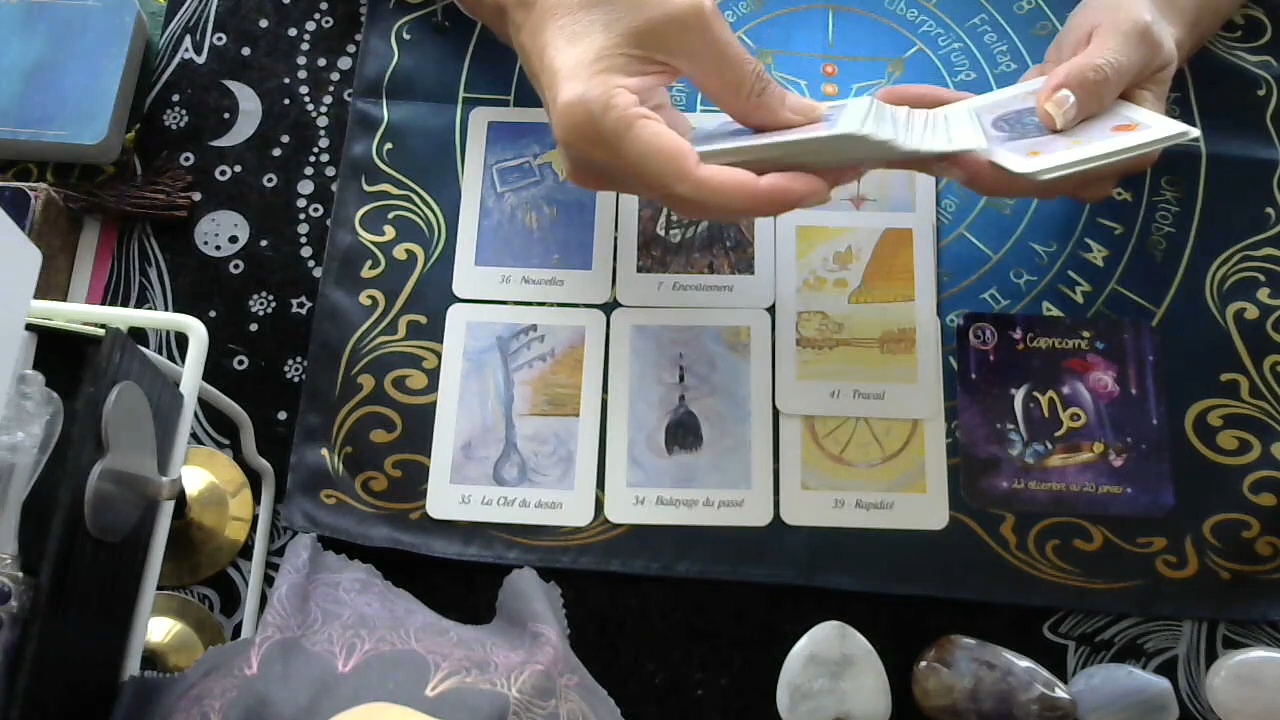 Überprüfung
Freitag
Oktober
36 - Nouvelles
7 - Envoûtement
41 - Travail
35 - La Clef du destin
34 - Balayage du passé
39 - Rapidité
38
Capricorne
22 décembre au 20 janvier